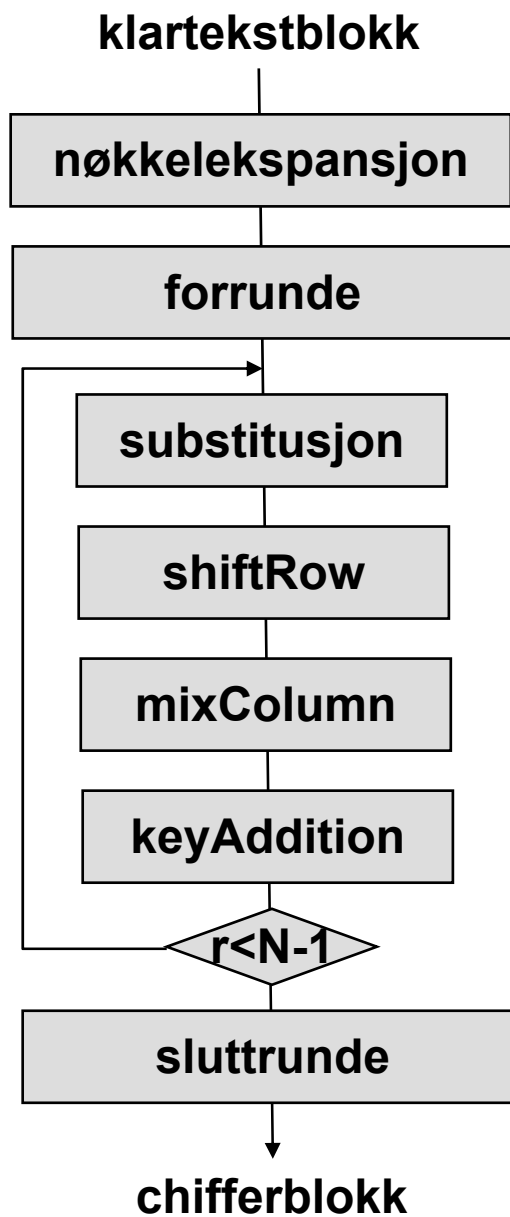 klartekstblokk
nøkkelekspansjon
forrunde
substitusjon
shiftRow
mixColumn
keyAddition
r<N-1
sluttrunde
chifferblokk